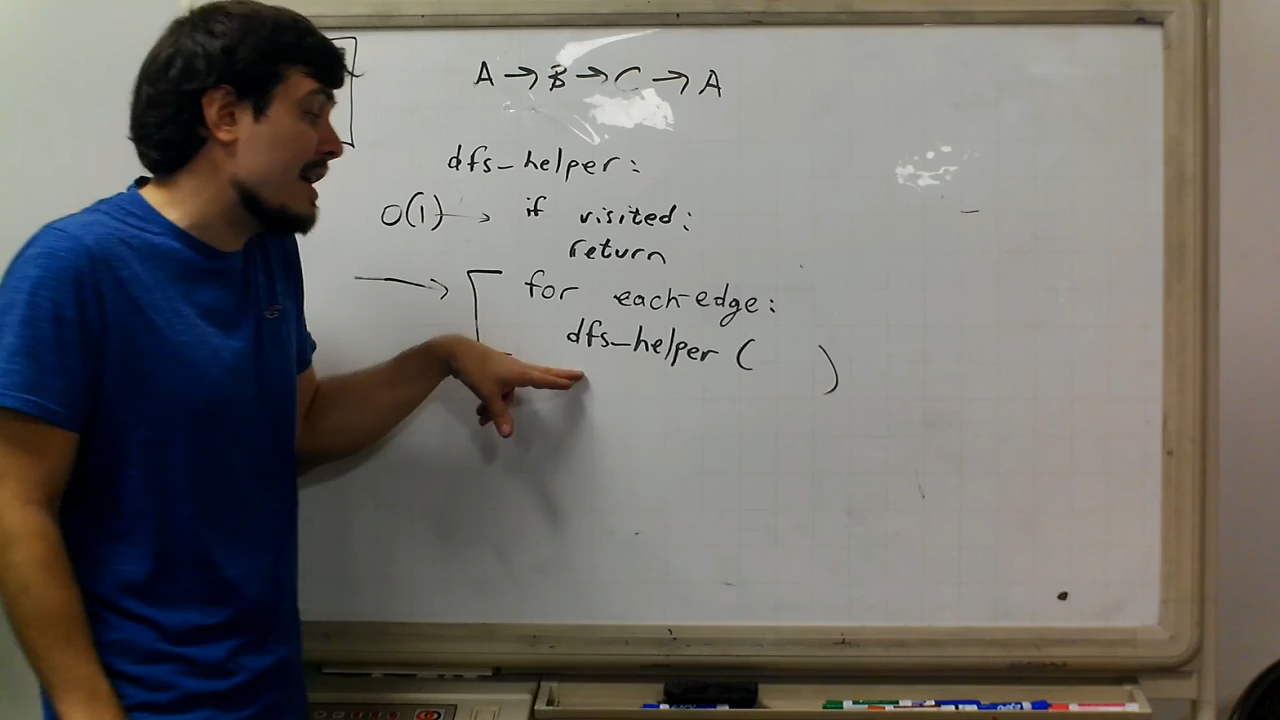 A → B → C → A
dfs_helper:
O(1) → if visited:
return
→ for each edge:
dfs_helper ( )